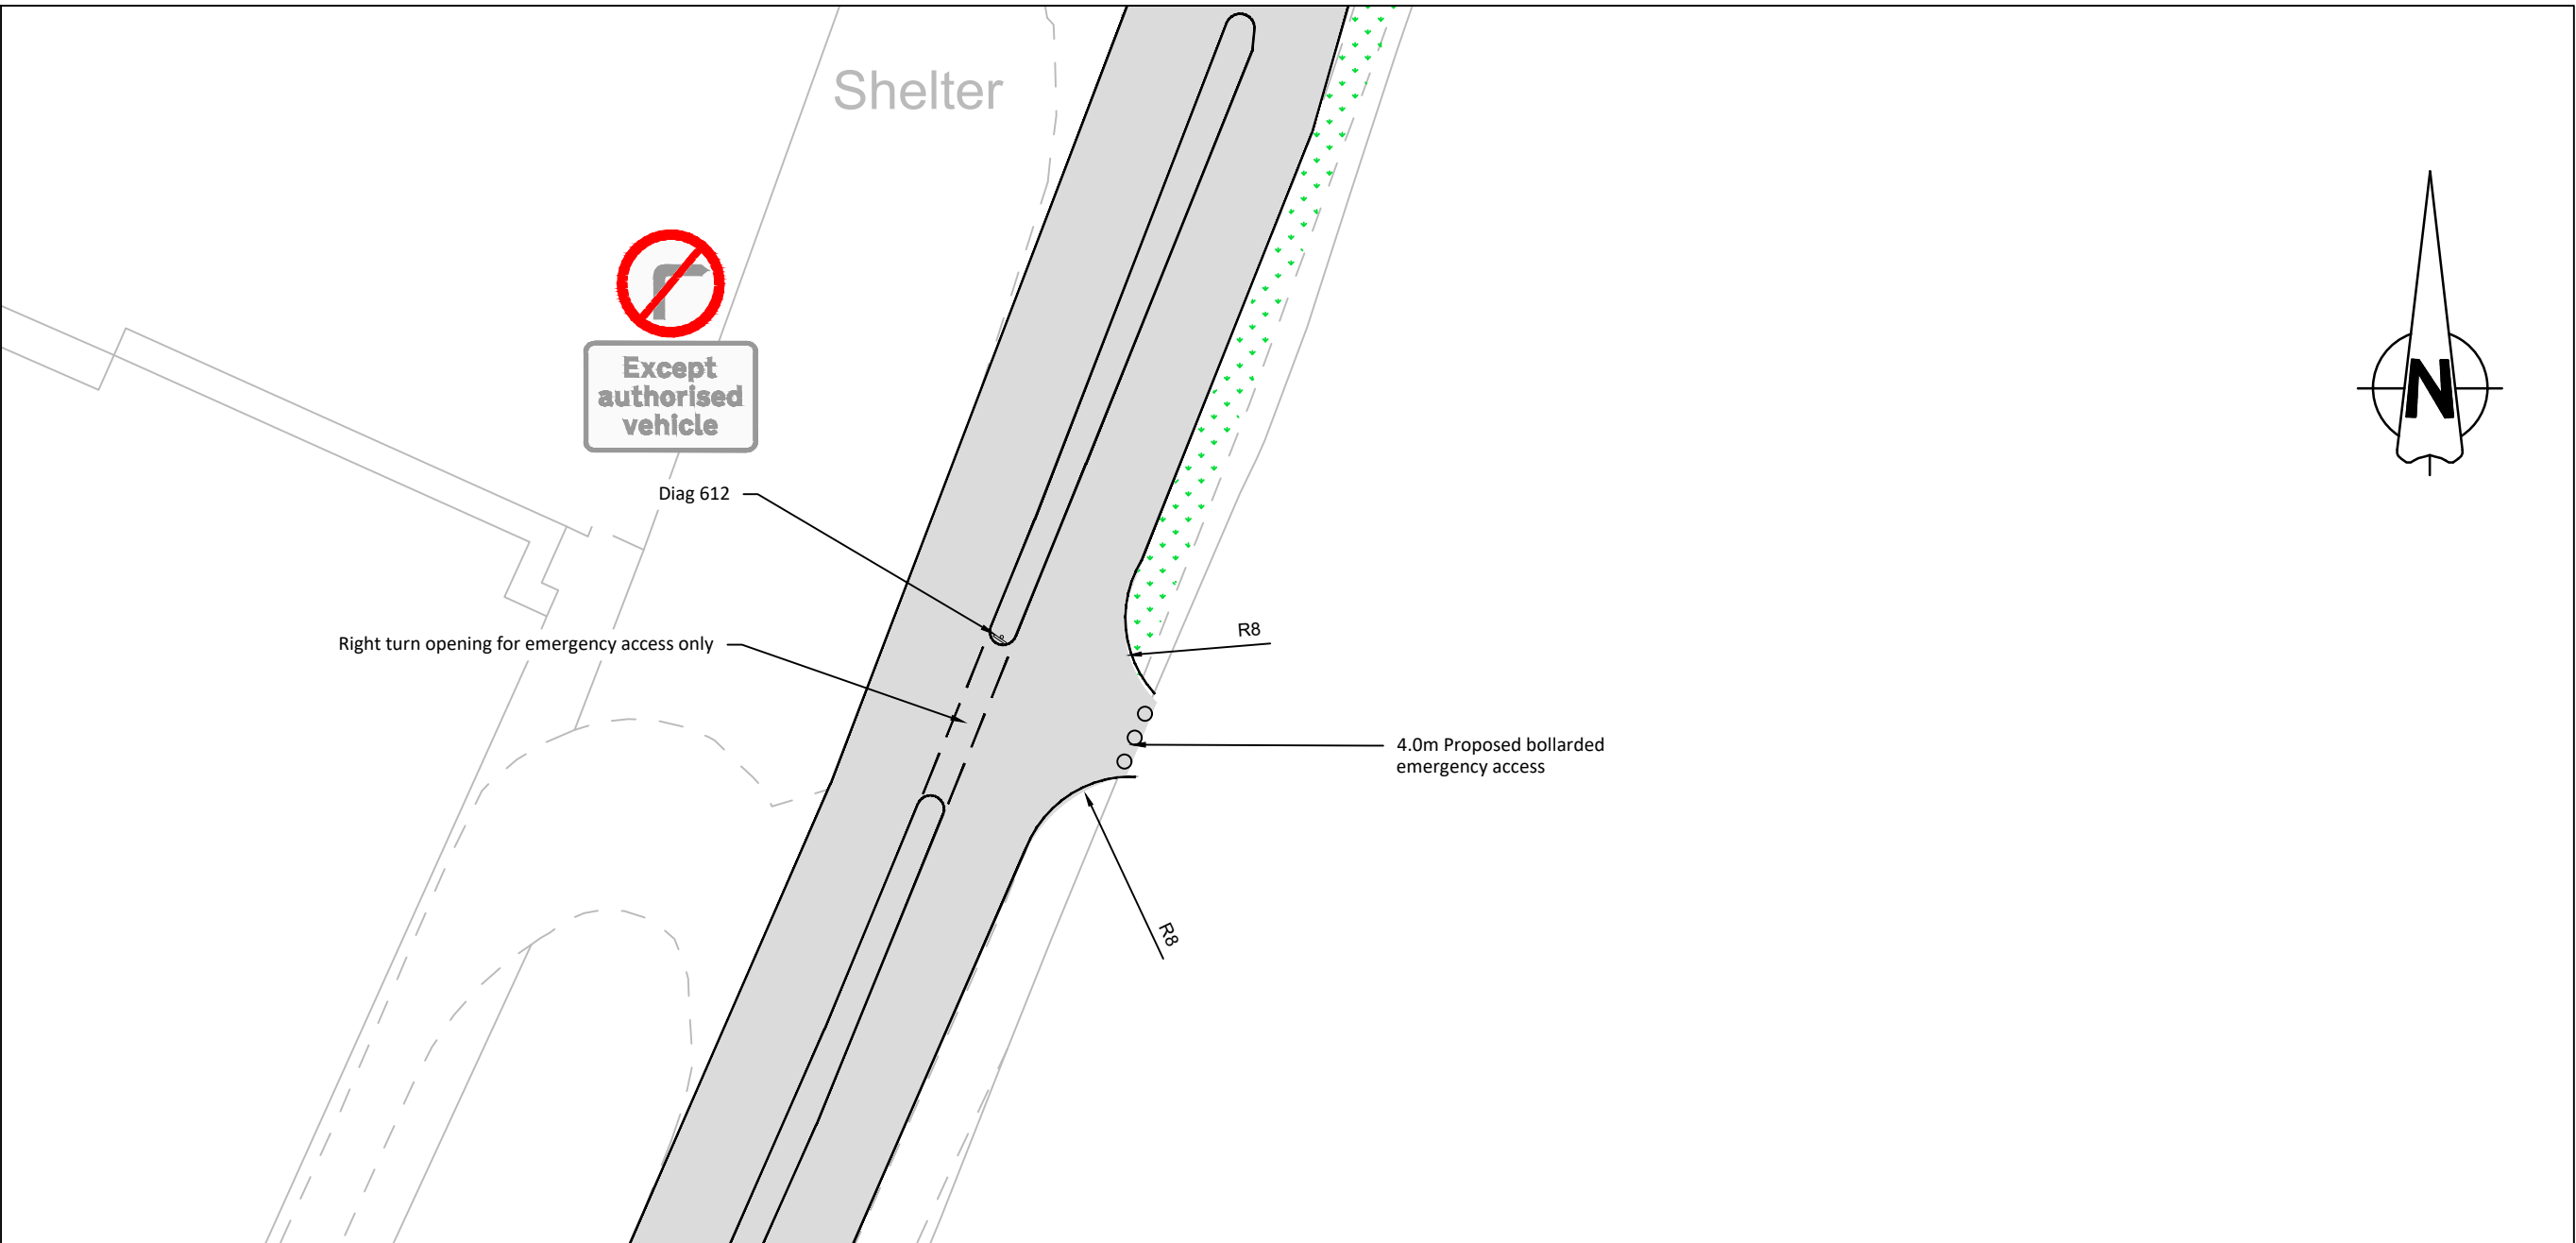 Shelter
Except
authorised
vehicle
Diag 612
Right turn opening for emergency access only
R8
4.0m Proposed bollarded
emergency access
R8
N